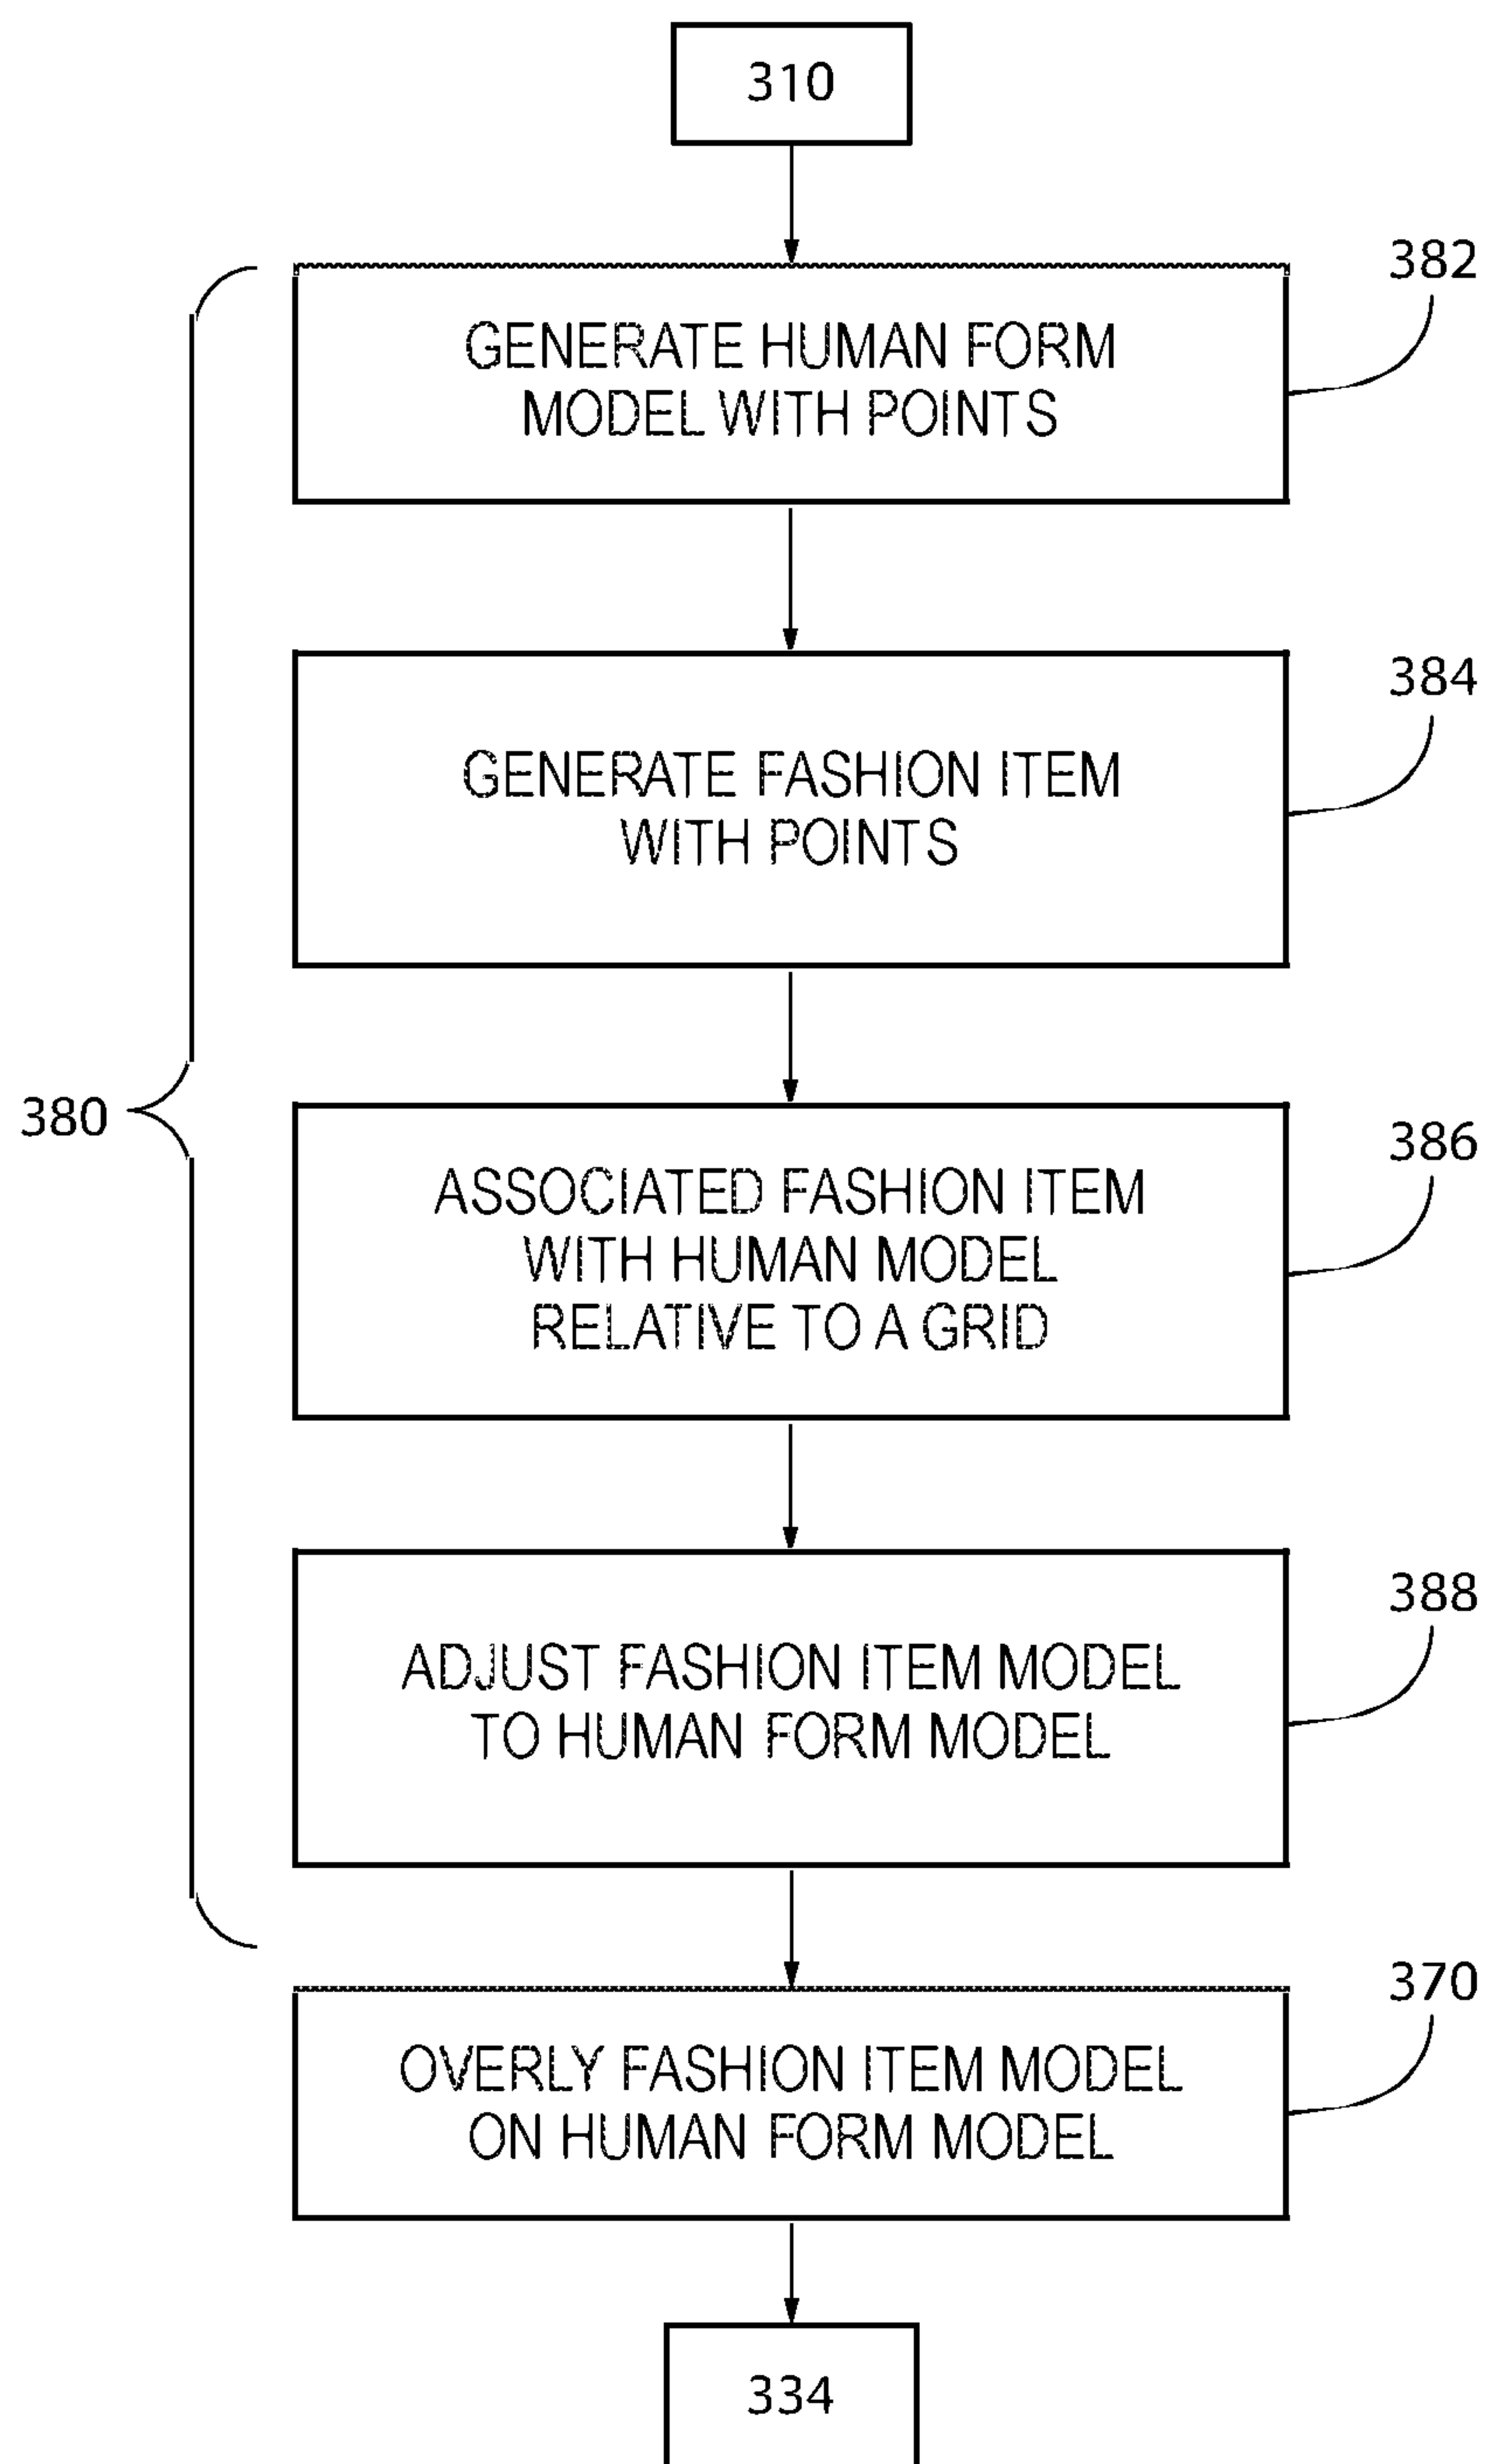 310
382
GENERATE HUMAN FORM
MODEL WITH POINTS
384
GENERATE FASHION ITEM
WITH POINTS
380
386
ASSOCIATED FASHION ITEM
WITH HUMAN MODEL
RELATIVE TO A GRID
388
ADJUST FASHION ITEM MODEL
TO HUMAN FORM MODEL
370
OVERLY FASHION ITEM MODEL
ON HUMAN FORM MODEL
334